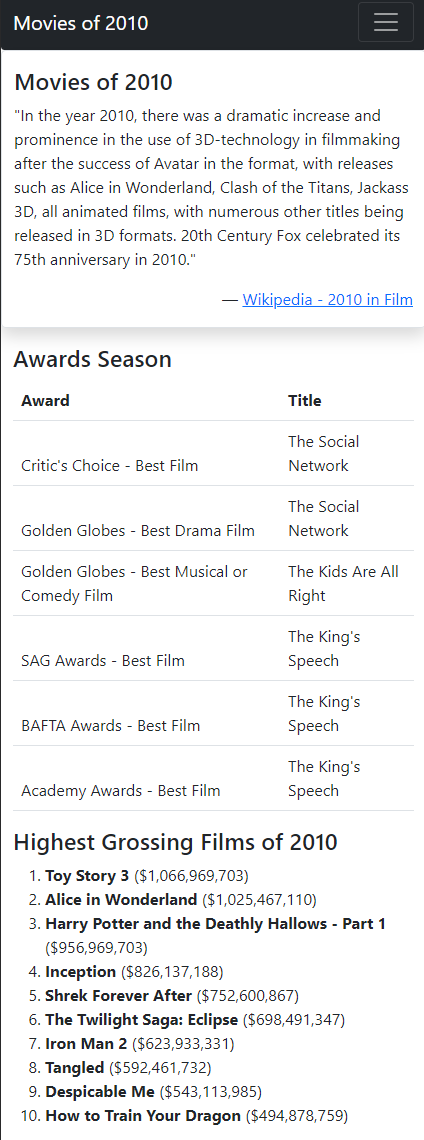 Movies of 2010
Movies of 2010
"In the year 2010, there was a dramatic increase and
prominence in the use of 3D-technology in filmmaking
after the success of Avatar in the format, with releases
such as Alice in Wonderland, Clash of the Titans, Jackass
3D, all animated films, with numerous other titles being
released in 3D formats. 20th Century Fox celebrated its
75th anniversary in 2010."
— Wikipedia - 2010 in Film
Awards Season
Award Title
Critic's Choice - Best Film The Social
Network
Golden Globes - Best Drama Film The Social
Network
Golden Globes - Best Musical or The Kids Are All
Comedy Film Right
SAG Awards - Best Film The King's
Speech
BAFTA Awards - Best Film The King's
Speech
Academy Awards - Best Film The King's
Speech
Highest Grossing Films of 2010
1. Toy Story 3 ($1,066,969,703)
2. Alice in Wonderland ($1,025,467,110)
3. Harry Potter and the Deathly Hallows - Part 1
($956,969,703)
4. Inception ($826,137,188)
5. Shrek Forever After ($752,600,867)
6. The Twilight Saga: Eclipse ($698,491,347)
7. Iron Man 2 ($623,933,331)
8. Tangled ($592,461,732)
9. Despicable Me ($543,113,985)
10. How to Train Your Dragon ($494,878,759)